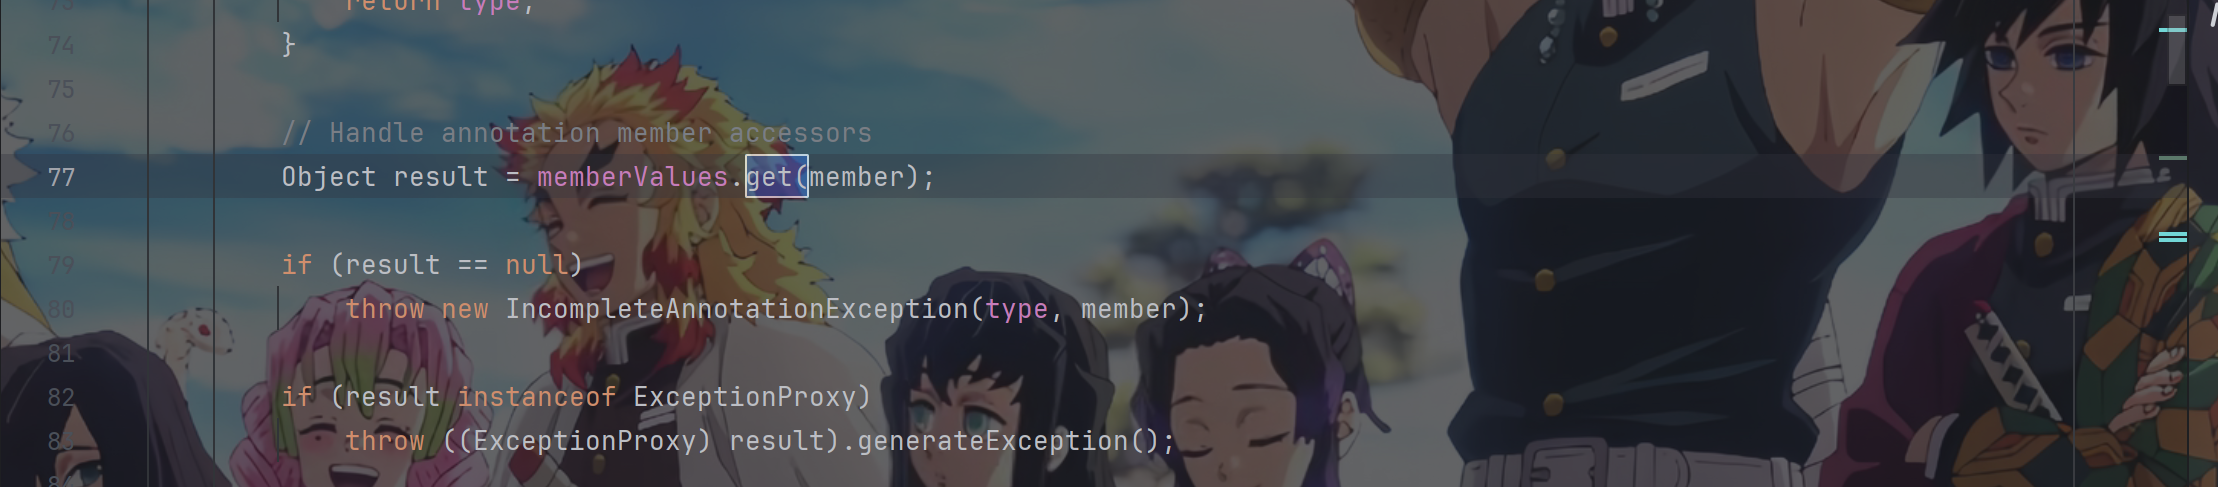 73 return type;
74 }
75
76 // Handle annotation member accessors
77 Object result = memberValues.get(member);
78
79 if (result == null)
80 throw new IncompleteAnnotationException(type, member);
81
82 if (result instanceof ExceptionProxy)
83 throw ((ExceptionProxy) result).generateException();